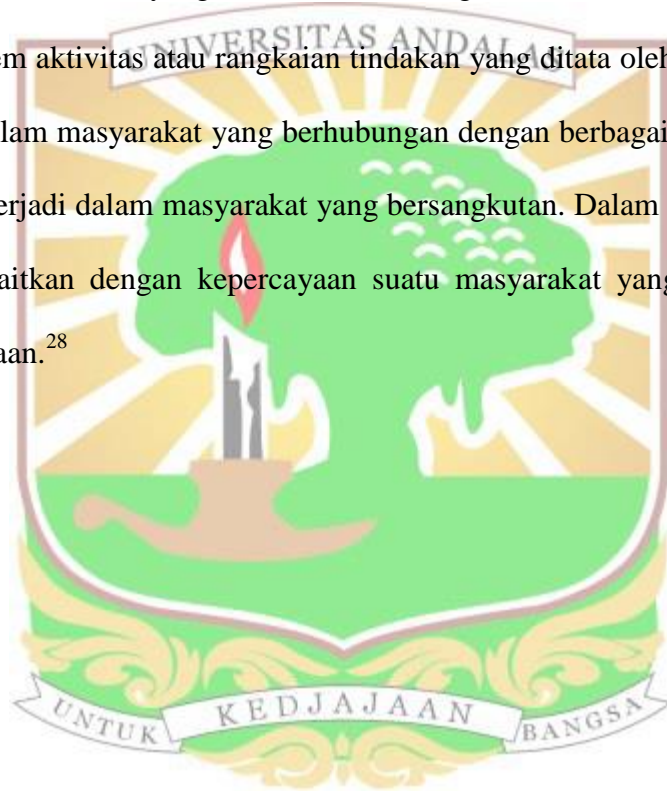 UNIVERSITAS ANDALAS
em aktivitas atau rangkaian tindakan yang ditata oleh
lam masyarakat yang berhubungan dengan berbagai
erjadi dalam masyarakat yang bersangkutan. Dalam
aitkan dengan kepercayaan suatu masyarakat yang
aan.28
UNTUK KEDJAJAAN BANGSA